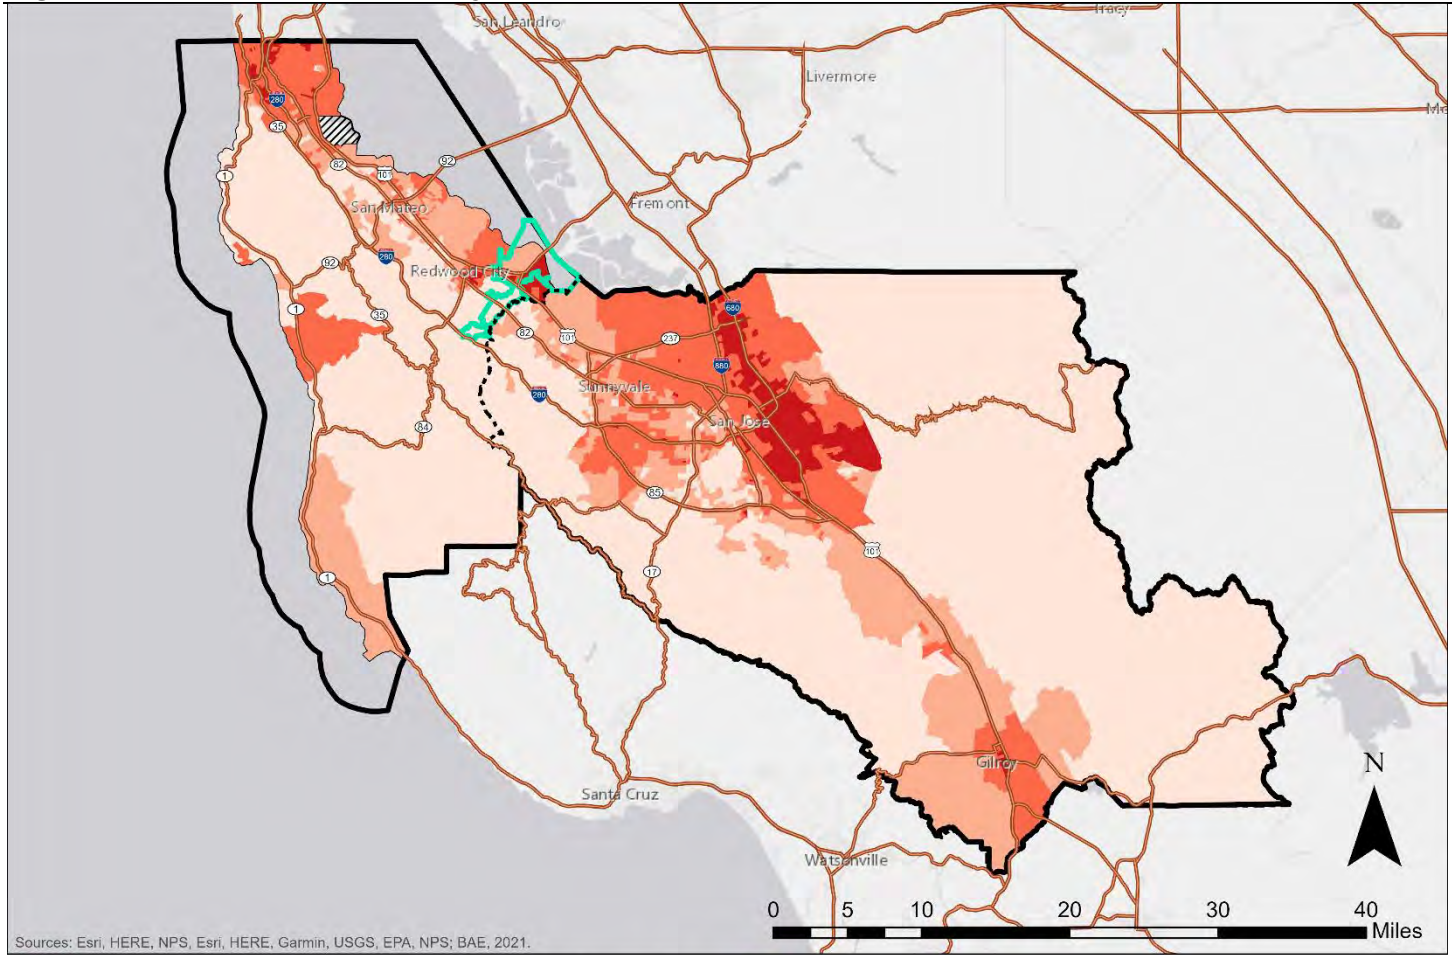 San Leandro
Tracy
Livermore
280
35
82
101
92
1
San Mateo
Fremont
280
92
Redwood City
1
35
680
82
101
237
880
Sunnyvale
280
San Jose
84
85
101
1
17
Gilroy
N
Santa Cruz
Watsonville
0 5 10 20 30 40
Miles
Sources: Esri, HERE, NPS, Esri, HERE, Garmin, USGS, EPA, NPS; BAE, 2021.